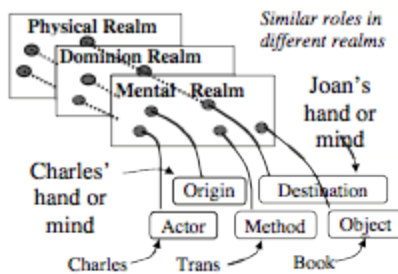 Physical Realm
Similar roles in
different realms
Dominion Realm
Mental Realm
Joan's
hand or
mind
Charles'
hand or
mind
Origin
Destination
Actor
Method
Object
Charles
Trans
Book